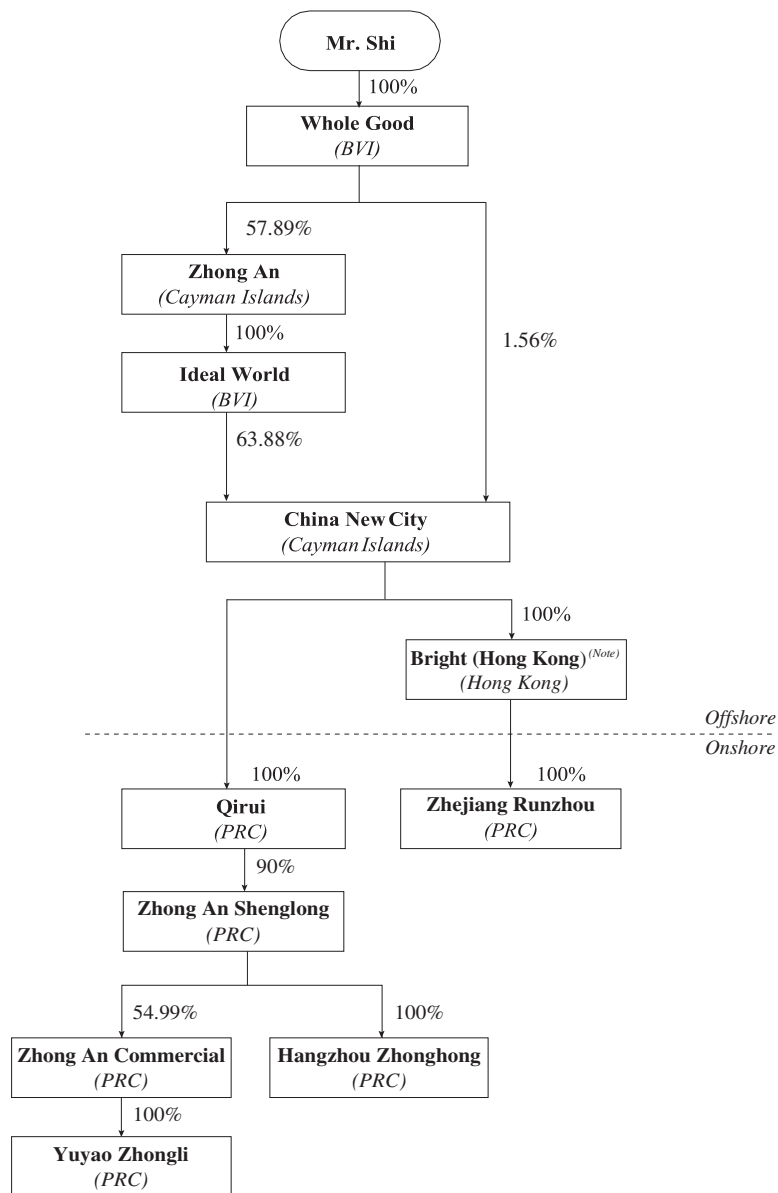 Mr. Shi
100%
Whole Good
(BVI)
57.89%
Zhong An
(Cayman Islands)
100%
1.56%
Ideal World
(BVI)
63.88%
China New City
(Cayman Islands)
100%
Bright (Hong Kong) (Note)
(Hong Kong)
Offshore
Onshore
100%
100%
Qirui
(PRC)
Zhejiang Runzhou
(PRC)
90%
Zhong An Shenglong
(PRC)
54.99%
100%
Zhong An Commercial
(PRC)
Hangzhou Zhonghong
(PRC)
100%
Yuyao Zhongli
(PRC)